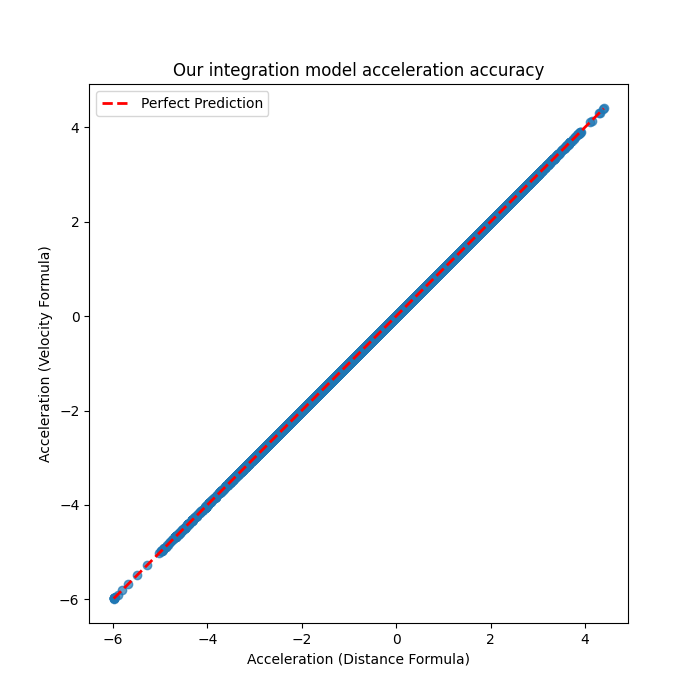 Our integration model acceleration accuracy
Perfect Prediction
4
2
0
−2
−4
−6
Acceleration (Velocity Formula)
−6 −4 −2 0 2 4
Acceleration (Distance Formula)